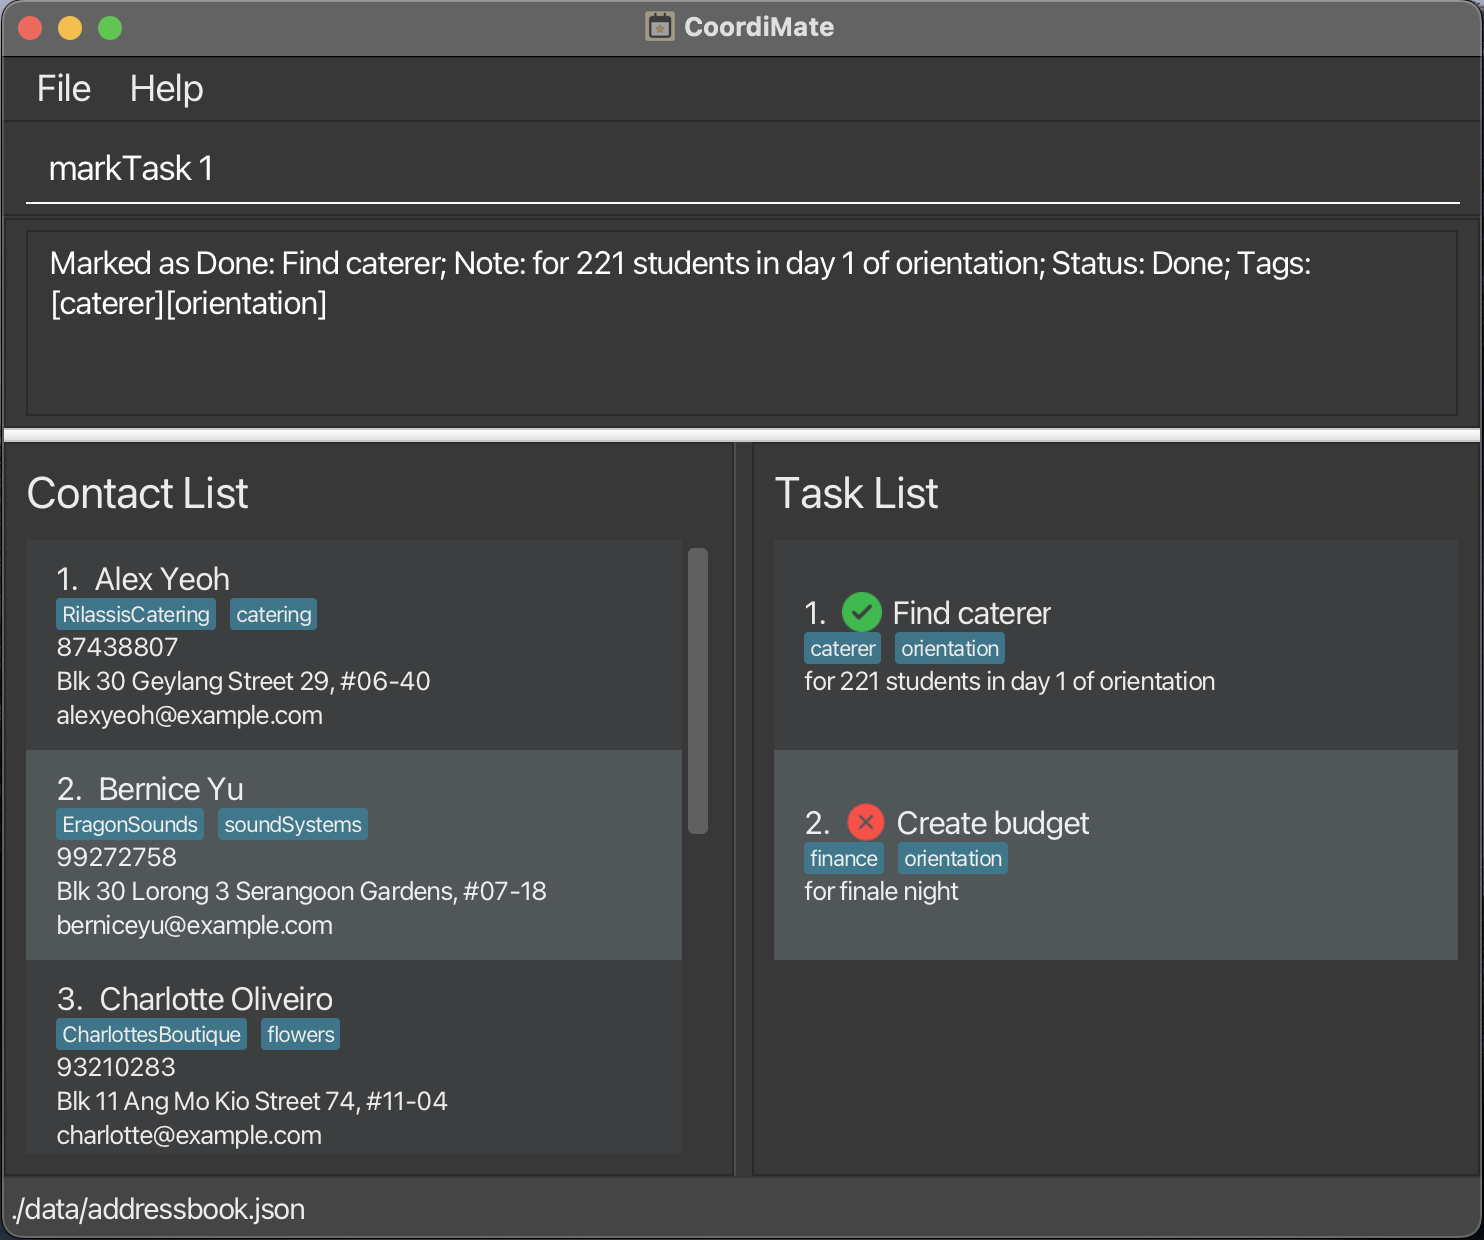 CoordiMate
File Help
markTask 1
Marked as Done: Find caterer; Note: for 221 students in day 1 of orientation; Status: Done; Tags:
[caterer][orientation]
Contact List
1. Alex Yeoh
RilassisCatering catering
87438807
Blk 30 Geylang Street 29, #06-40
alexyeoh@example.com
2. Bernice Yu
EragonSounds soundSystems
99272758
Blk 30 Lorong 3 Serangoon Gardens, #07-18
berniceyu@example.com
3. Charlotte Oliveiro
CharlottesBoutique flowers
93210283
Blk 11 Ang Mo Kio Street 74, #11-04
charlotte@example.com
Task List
1. Find caterer
caterer orientation
for 221 students in day 1 of orientation
2. Create budget
finance orientation
for finale night
./data/addressbook.json